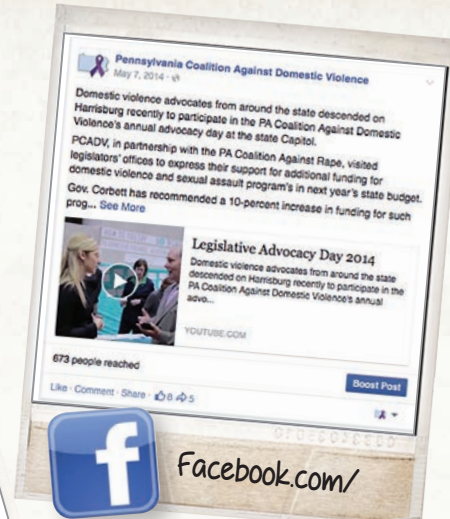 Pennsylvania Coalition Against Domestic Violence
May 7, 2014 ·
Domestic violence advocates from around the state descended on
Harrisburg recently to participate in the PA Coalition Against Domestic
Violence's annual advocacy day at the state Capitol.
PCADV, in partnership with the PA Coalition Against Rape, visited
legislators' offices to express their support for additional funding for
domestic violence and sexual assault program's in next year's state budget.
Gov. Corbett has recommended a 10-percent increase in funding for such
prog... See More
Legislative Advocacy Day 2014
Domestic violence advocates from around the state
descended on Harrisburg recently to participate in the
PA Coalition Against Domestic Violence's annual
advo...
YOUTUBE.COM
673 people reached
Boost Post
Like · Comment · Share · 8 5
f
Facebook.com/